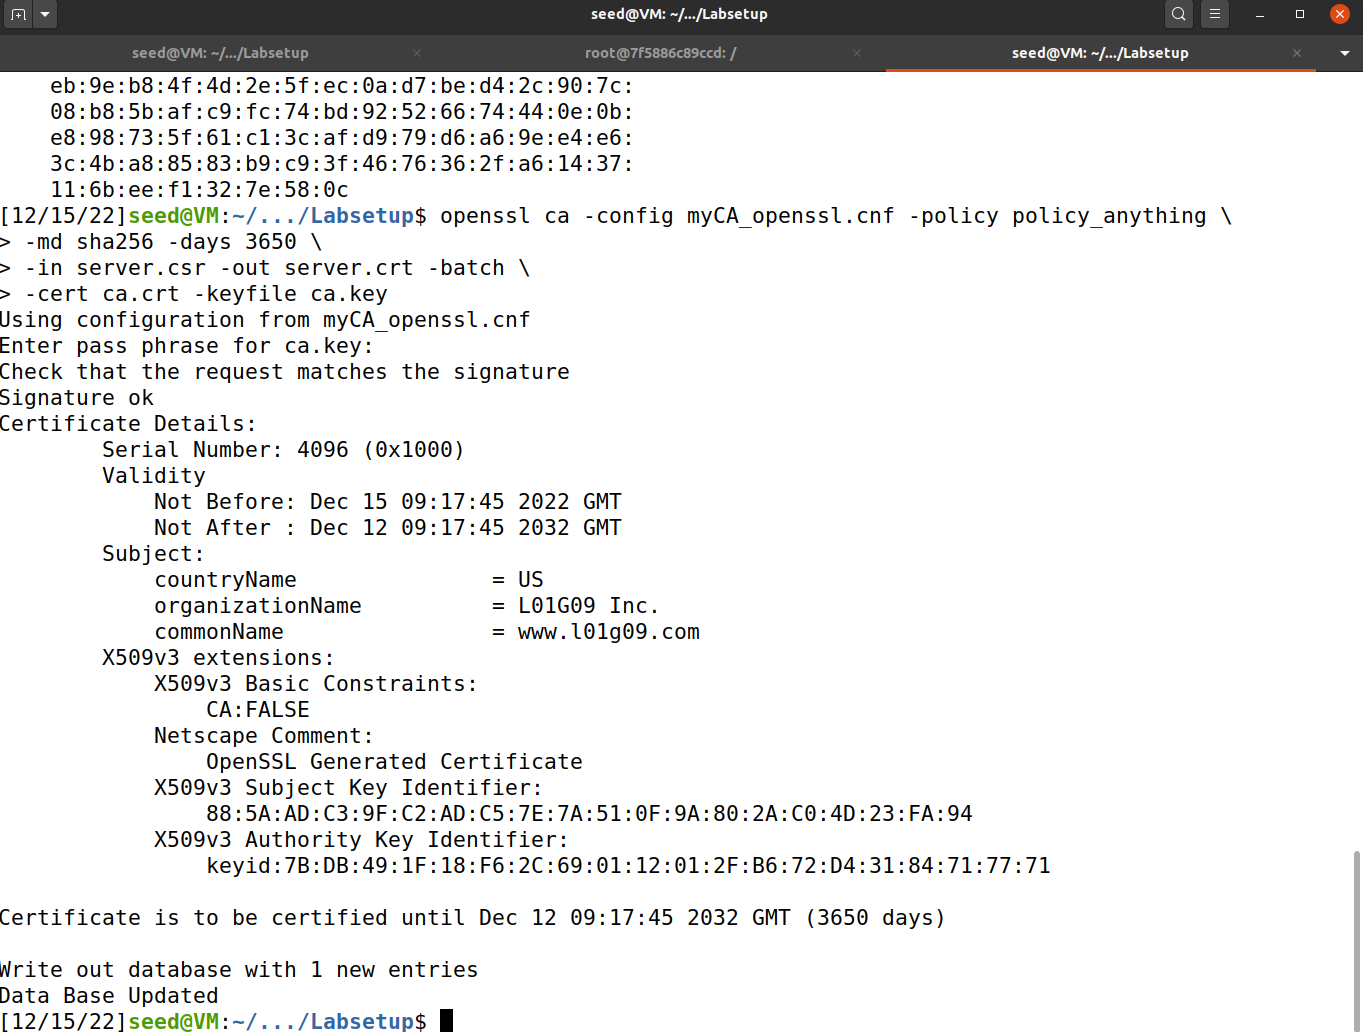 seed@VM: ~/.../Labsetup
seed@VM: ~/.../Labsetup
root@7f5886c89ccd: /
seed@VM: ~/.../Labsetup
eb:9e:b8:4f:4d:2e:5f:ec:0a:d7:be:d4:2c:90:7c:
08:b8:5b:af:c9:fc:74:bd:92:52:66:74:44:0e:0b:
e8:98:73:5f:61:c1:3c:af:d9:79:d6:a6:9e:e4:e6:
3c:4b:a8:85:83:b9:c9:3f:46:76:36:2f:a6:14:37:
11:6b:ee:f1:32:7e:58:0c
[12/15/22]seed@VM:~/.../Labsetup$ openssl ca -config myCA_openssl.cnf -policy policy_anything \
> -md sha256 -days 3650 \
> -in server.csr -out server.crt -batch \
> -cert ca.crt -keyfile ca.key
Using configuration from myCA_openssl.cnf
Enter pass phrase for ca.key:
Check that the request matches the signature
Signature ok
Certificate Details:
Serial Number: 4096 (0x1000)
Validity
Not Before: Dec 15 09:17:45 2022 GMT
Not After : Dec 12 09:17:45 2032 GMT
Subject:
countryName = US
organizationName = L01G09 Inc.
commonName = www.l01g09.com
X509v3 extensions:
X509v3 Basic Constraints:
CA:FALSE
Netscape Comment:
OpenSSL Generated Certificate
X509v3 Subject Key Identifier:
88:5A:AD:C3:9F:C2:AD:C5:7E:7A:51:0F:9A:80:2A:C0:4D:23:FA:94
X509v3 Authority Key Identifier:
keyid:7B:DB:49:1F:18:F6:2C:69:01:12:01:2F:B6:72:D4:31:84:71:77:71
Certificate is to be certified until Dec 12 09:17:45 2032 GMT (3650 days)
Write out database with 1 new entries
Data Base Updated
[12/15/22]seed@VM:~/.../Labsetup$